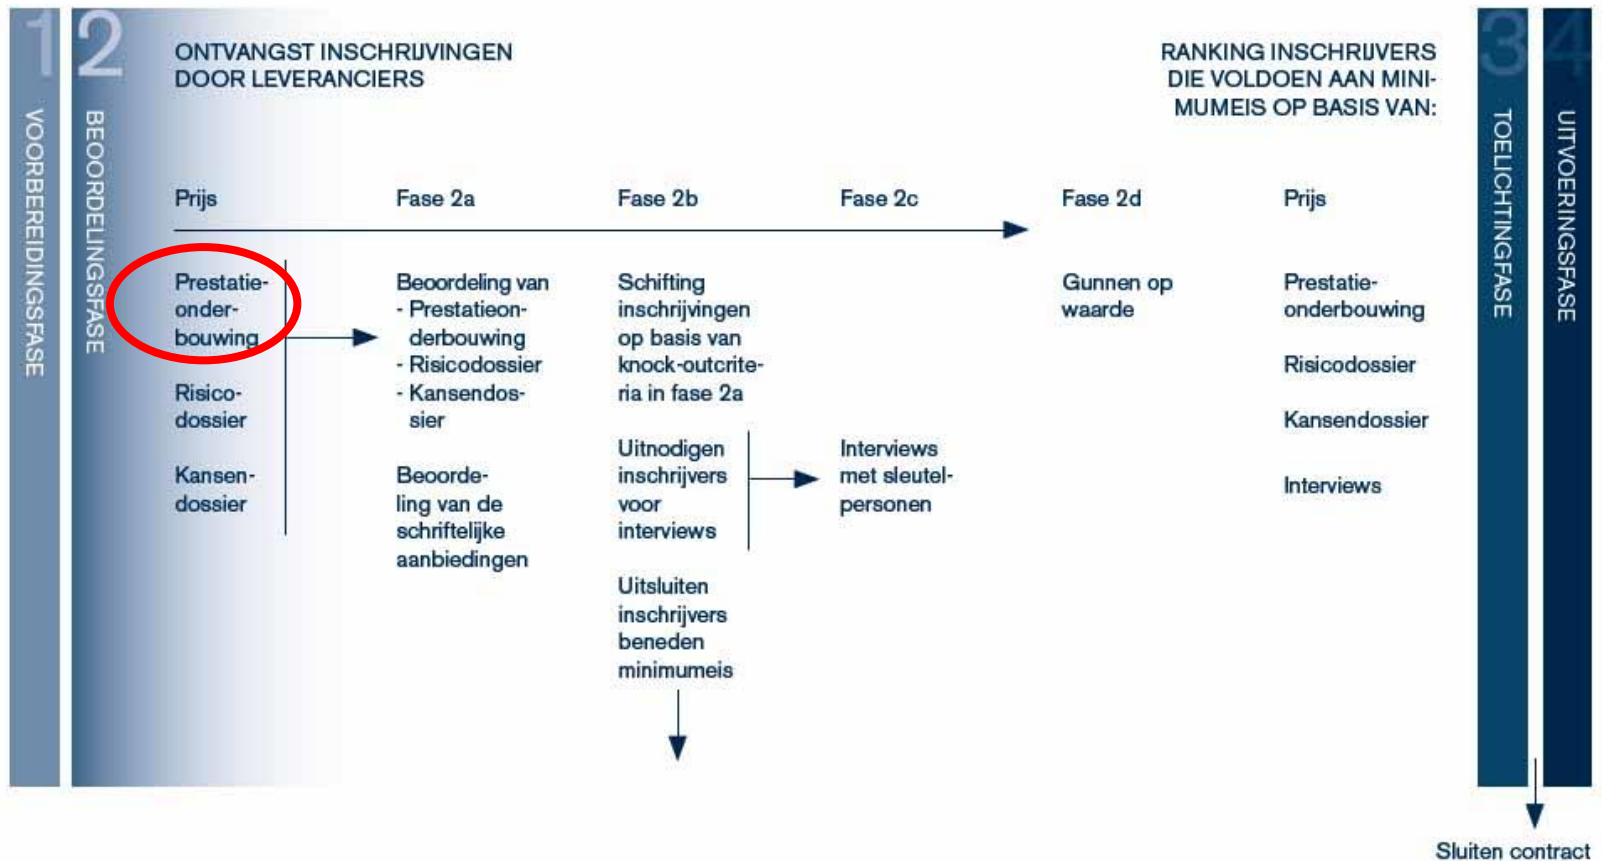 1
VOORBEREIDINGSFASE
2
BEOORDELINGSFASE
ONTVANGST INSCHRIJVINGEN
DOOR LEVERANCIERS
RANKING INSCHRIJVERS
DIE VOLDOEN AAN MINI-
MUMEIS OP BASIS VAN:
Prijs
Fase 2a
Fase 2b
Fase 2c
Fase 2d
Prijs
Prestatie-
onder-
bouwing
Risico-
dossier
Kansen-
dossier
Beoordeling van
- Prestatieon-
derbouwing
- Risicodossier
- Kansendos-
sier
Beoorde-
ling van de
schriftelijke
aanbiedingen
Schifting
inschrijvingen
op basis van
knock-outcrite-
ria in fase 2a
Uitnodigen
inschrijvers
voor
interviews
Uitsluiten
inschrijvers
beneden
minimumeis
Interviews
met sleutel-
personen
Gunnen op
waarde
Prestatie-
onderbouwing
Risicodossier
Kansendossier
Interviews
3
TOELICHTINGFASE
4
UITVOERINGSFASE
Sluiten contract